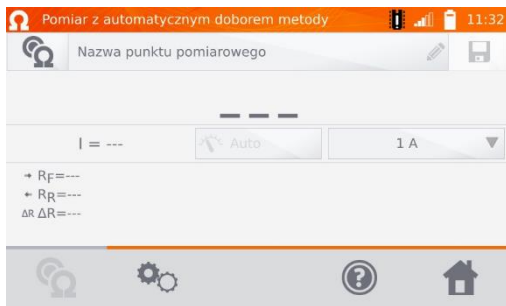 Pomiar z automatycznym doborem metody 11:32
Nazwa punktu pomiarowego
---
I = --- Auto 1 A
→ RF=---
← RR=---
ΔR ΔR=---